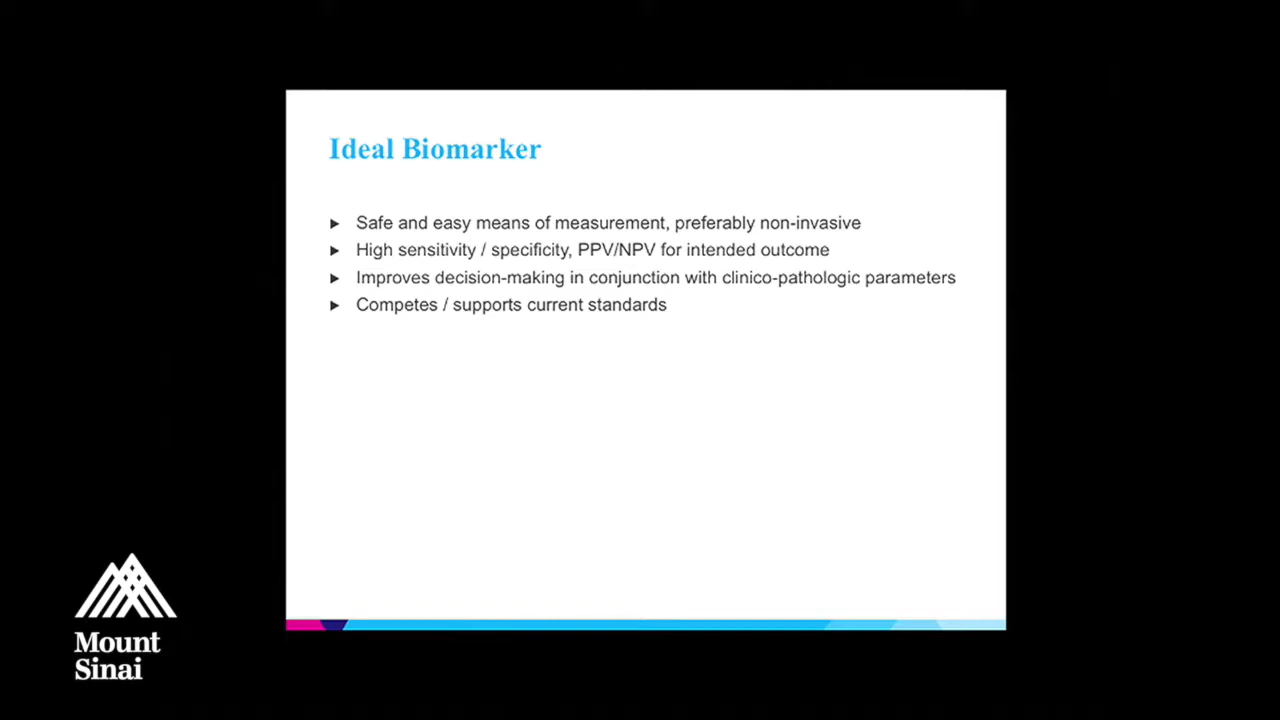 Ideal Biomarker
Safe and easy means of measurement, preferably non-invasive
High sensitivity / specificity, PPV/NPV for intended outcome
Improves decision-making in conjunction with clinico-pathologic parameters
Competes / supports current standards
Mount
Sinai